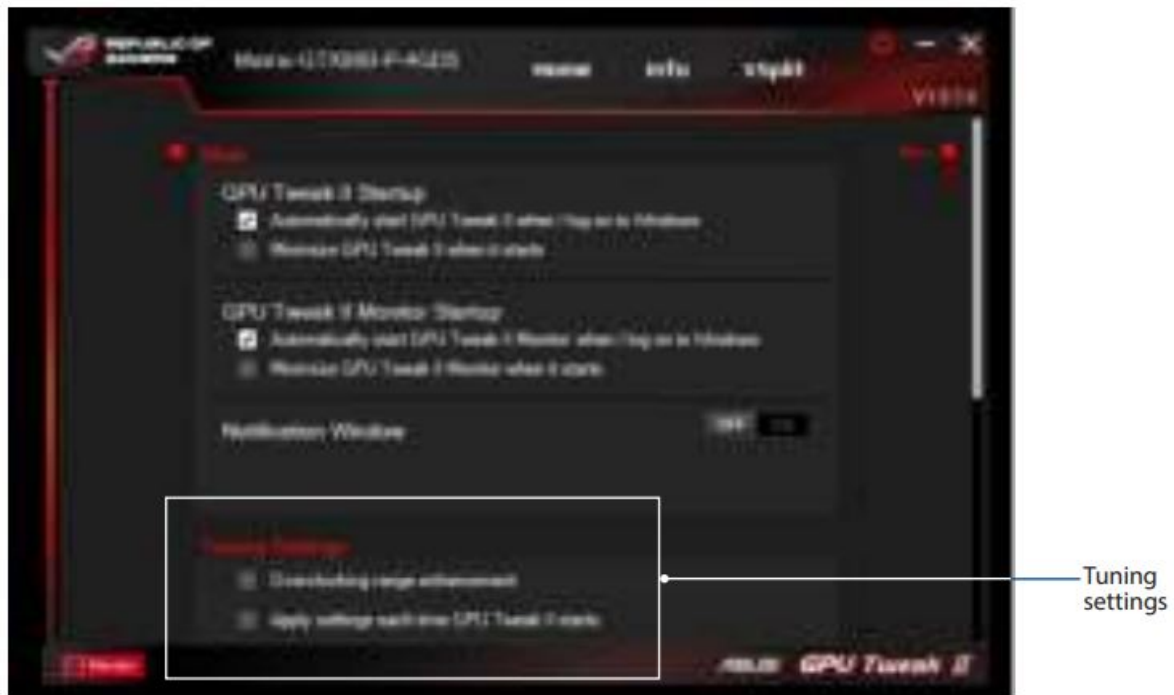 REPUBLIC OF
GAMERS
Home Info
GPU Tweak II Startup
Automatically start GPU Tweak II when I log on to Windows
Minimize GPU Tweak II when it starts
GPU Tweak II Monitor Startup
Automatically start GPU Tweak II Monitor when I log on to Windows
Minimize GPU Tweak II Monitor when it starts
Notification Window
OFF
Tuning Settings
Overclocking range enhancement
Apply settings each time GPU Tweak II starts
Tuning
settings
ASUS GPU Tweak II